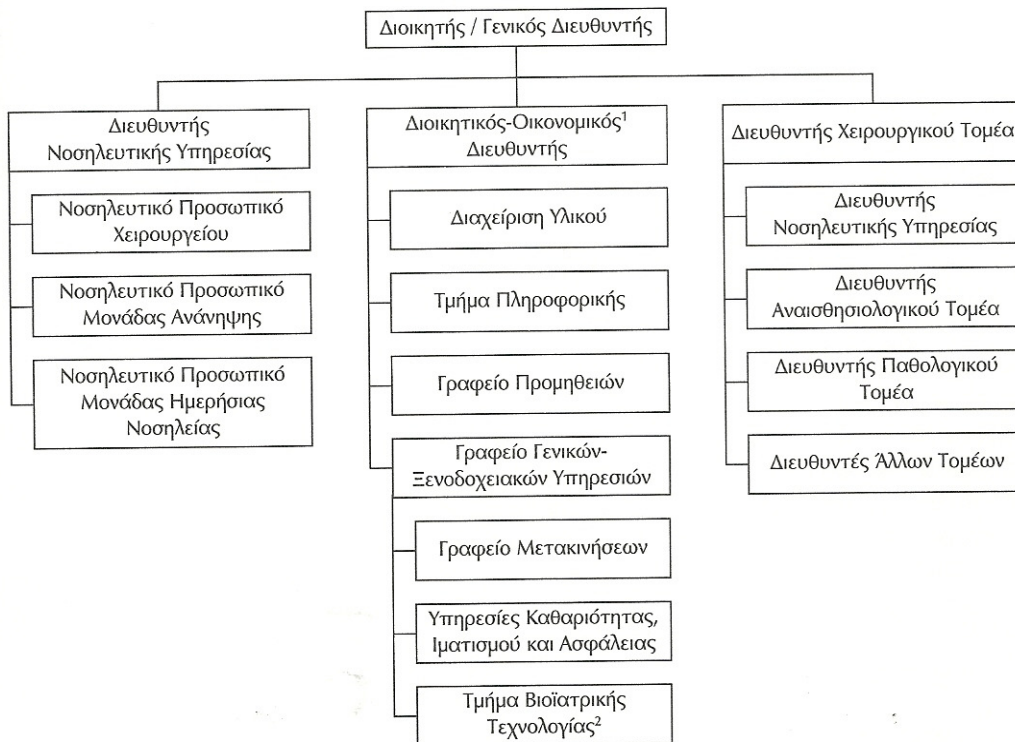 Διοικητής / Γενικός Διευθυντής
Διευθυντής
Νοσηλευτικής Υπηρεσίας
Νοσηλευτικό Προσωπικό
Χειρουργείου
Νοσηλευτικό Προσωπικό
Μονάδας Ανάνηψης
Νοσηλευτικό Προσωπικό
Μονάδας Ημερήσιας
Νοσηλείας
Διοικητικός-Οικονομικός¹
Διευθυντής
Διαχείριση Υλικού
Τμήμα Πληροφορικής
Γραφείο Προμηθειών
Γραφείο Γενικών-
Ξενοδοχειακών Υπηρεσιών
Γραφείο Μετακινήσεων
Υπηρεσίες Καθαριότητας,
Ιματισμού και Ασφάλειας
Τμήμα Βιοϊατρικής
Τεχνολογίας²
Διευθυντής Χειρουργικού Τομέα
Διευθυντής
Νοσηλευτικής Υπηρεσίας
Διευθυντής
Αναισθησιολογικού Τομέα
Διευθυντής Παθολογικού
Τομέα
Διευθυντές Άλλων Τομέων